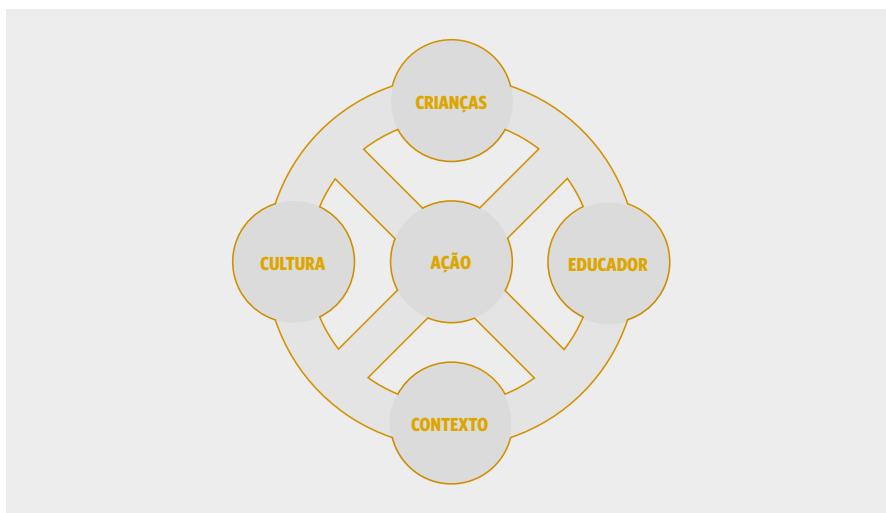 CRIANÇAS
CULTURA
AÇÃO
EDUCADOR
CONTEXTO